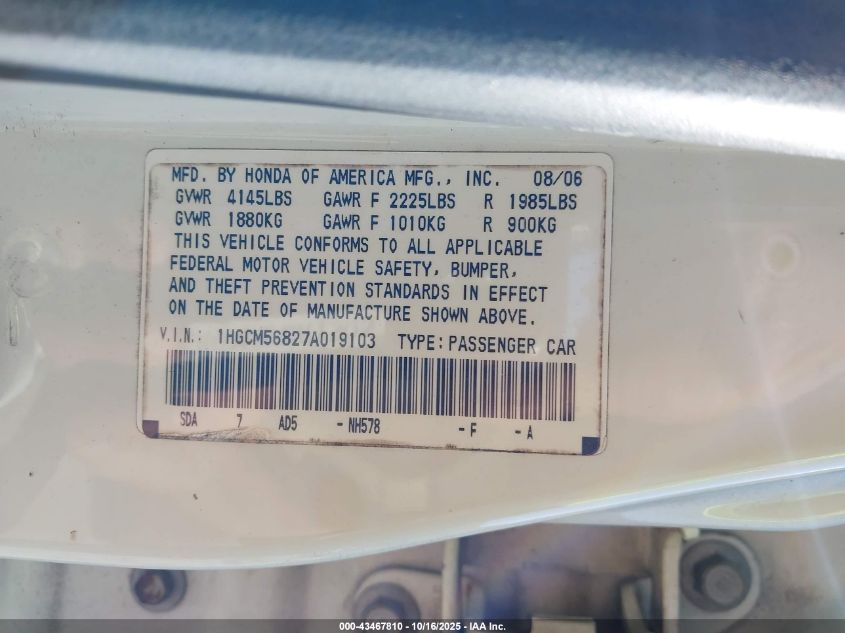 MFD. BY HONDA OF AMERICA MFG., INC. 08/06
GVWR 4145LBS GAWR F 2225LBS R 1985LBS
GVWR 1880KG GAWR F 1010KG R 900KG
THIS VEHICLE CONFORMS TO ALL APPLICABLE
FEDERAL MOTOR VEHICLE SAFETY, BUMPER,
AND THEFT PREVENTION STANDARDS IN EFFECT
ON THE DATE OF MANUFACTURE SHOWN ABOVE.
V.I.N.: 1HGCM56827A019103 TYPE: PASSENGER CAR
SDA 7 AD5 - NH578 - F - A
000-43467810 - 10/16/2025 - IAA Inc.